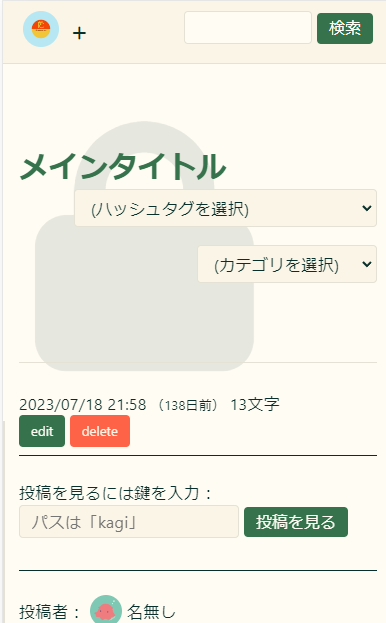 + 検索
メインタイトル
(ハッシュタグを選択)
(カテゴリを選択)
2023/07/18 21:58 （138日前） 13文字
edit delete
投稿を見るには鍵を入力：
パスは「kagi」 投稿を見る
投稿者： 名無し